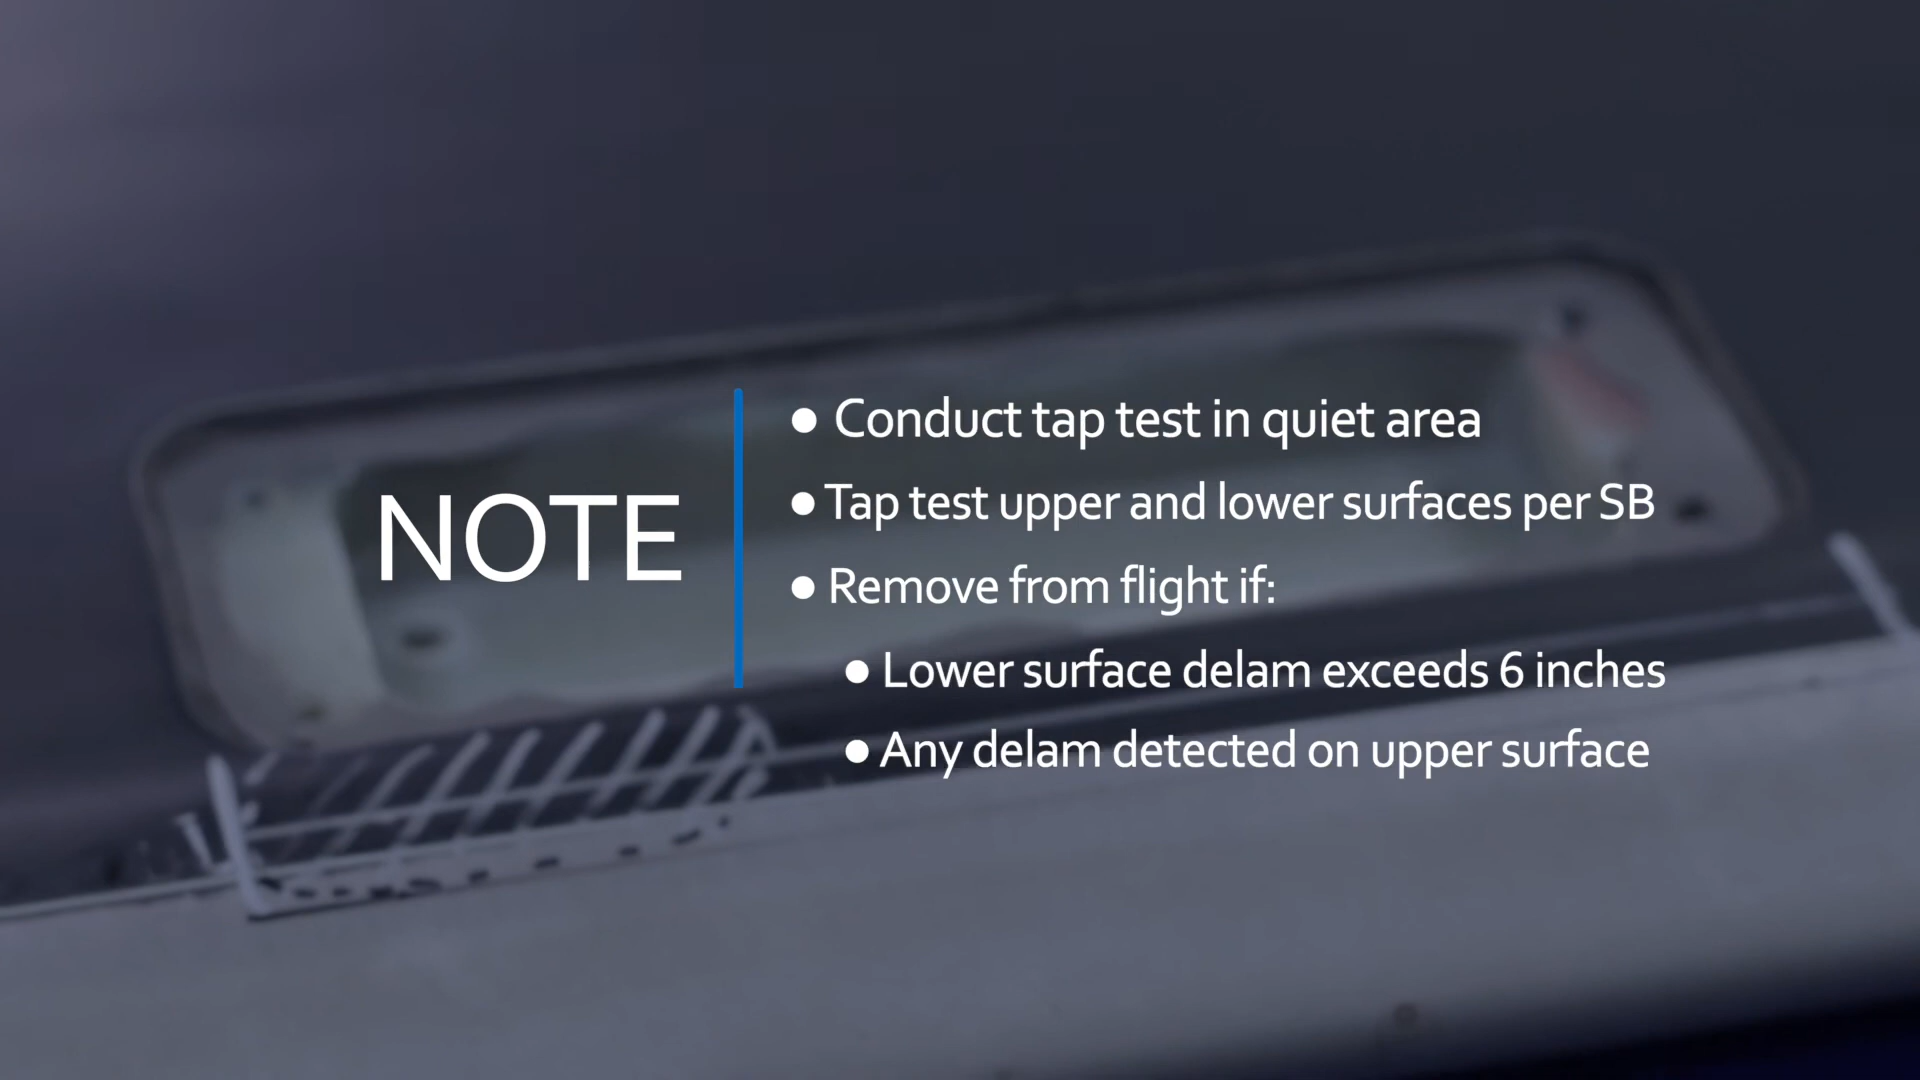 NOTE
● Conduct tap test in quiet area
● Tap test upper and lower surfaces per SB
● Remove from flight if:
● Lower surface delam exceeds 6 inches
● Any delam detected on upper surface